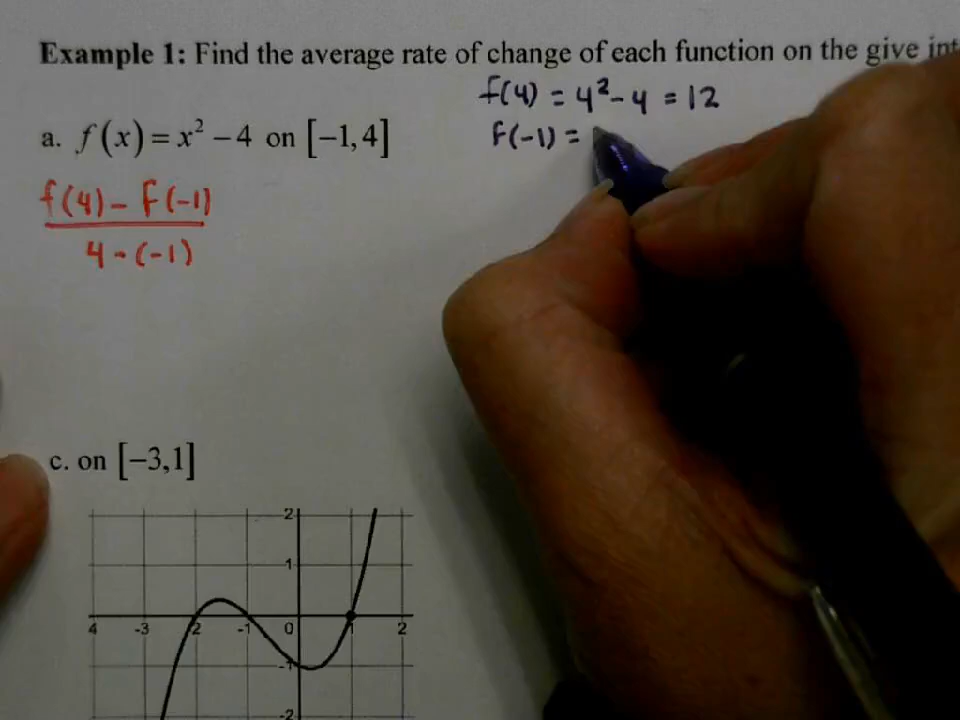 Example 1: Find the average rate of change of each function on the give int
f(4) = 4² - 4 = 12
a. f(x) = x² - 4 on [-1, 4]
f(-1) =
f(4) - f(-1)
4 - (-1)
c. on [-3,1]
2
1
4 -3 2 -1 0 1 2
-1
-2